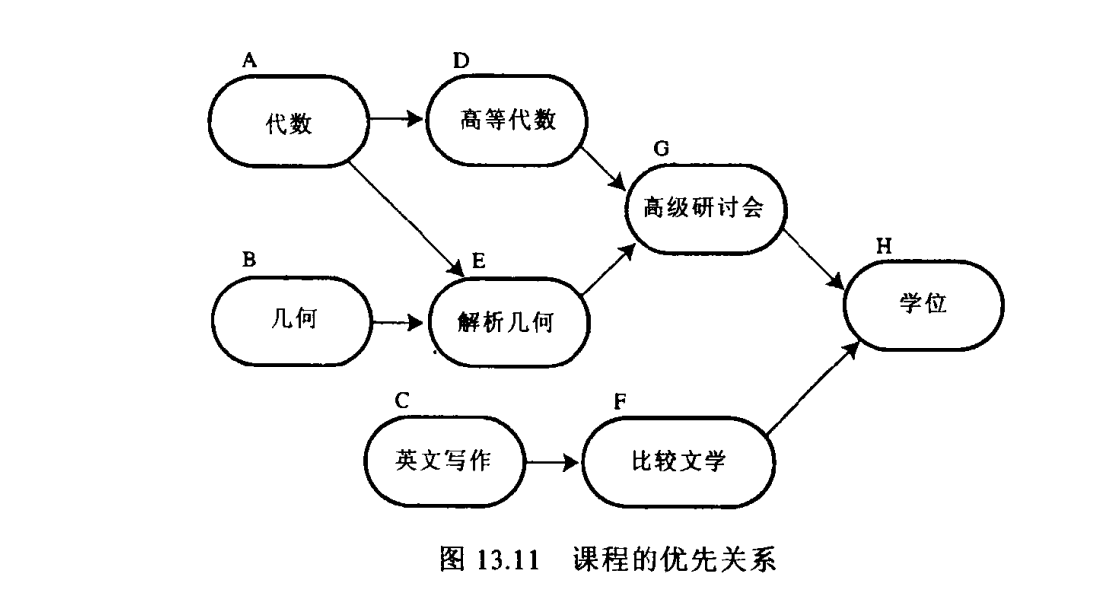 A
代数
D
高等代数
G
高级研讨会
B
几何
E
解析几何
H
学位
C
英文写作
F
比较文学
图 13.11 课程的优先关系